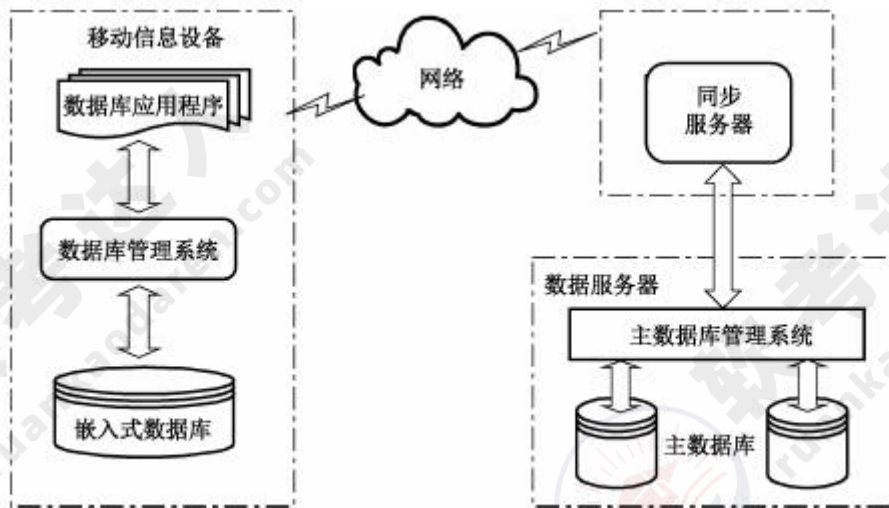 移动信息设备
数据库应用程序
数据库管理系统
嵌入式数据库
网络
同步
服务器
数据服务器
主数据库管理系统
主数据库